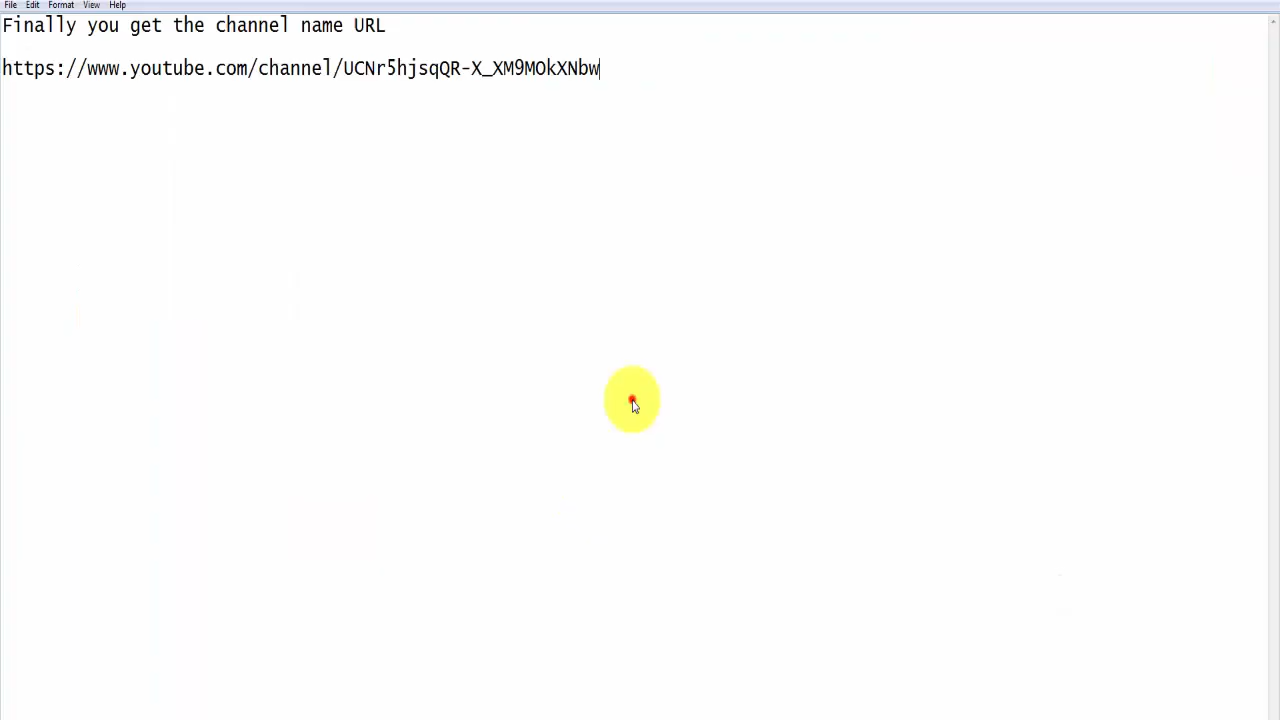 File Edit Format View Help
Finally you get the channel name URL
https://www.youtube.com/channel/UCNr5hjsqQR-X_XM9MOkXNbw